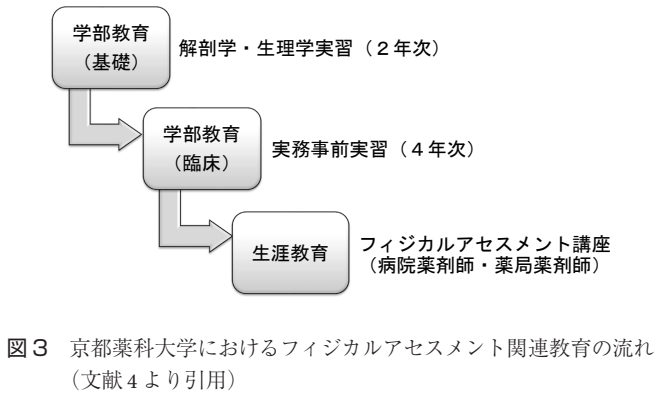 学部教育
（基礎）
解剖学・生理学実習（２年次）
学部教育
（臨床）
実務事前実習（４年次）
生涯教育
フィジカルアセスメント講座
（病院薬剤師・薬局薬剤師）
図３　京都薬科大学におけるフィジカルアセスメント関連教育の流れ
（文献４より引用）